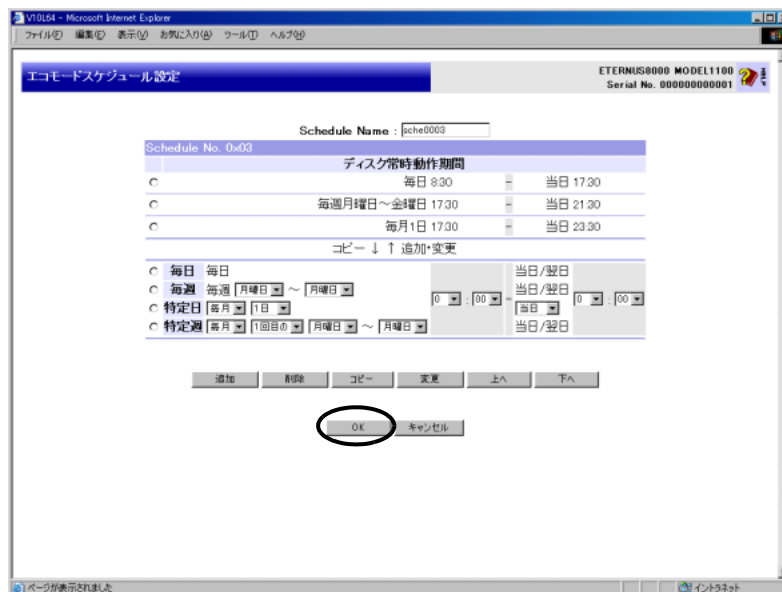 V10L64 - Microsoft Internet Explorer
ファイル(F) 編集(E) 表示(V) お気に入り(A) ツール(T) ヘルプ(H)
エコモードスケジュール設定
ETERNUS8000 MODEL1100
Serial No. 000000000001
Schedule Name : sche0003
Schedule No. 0x03
ディスク常時動作期間
毎日 8:30 - 当日 17:30
毎週月曜日～金曜日 17:30 - 当日 21:30
毎月1日 17:30 - 当日 23:30
コピー ↓ ↑ 追加・変更
毎日 毎日 当日/翌日
毎週 毎週 月曜日 ～ 月曜日 当日/翌日
0 : 00 - 0 : 00
特定日 毎月 1日 当日
特定週 毎月 1回目の 月曜日 ～ 月曜日 当日/翌日
追加 削除 コピー 変更 上へ 下へ
OK キャンセル
ページが表示されました イントラネット